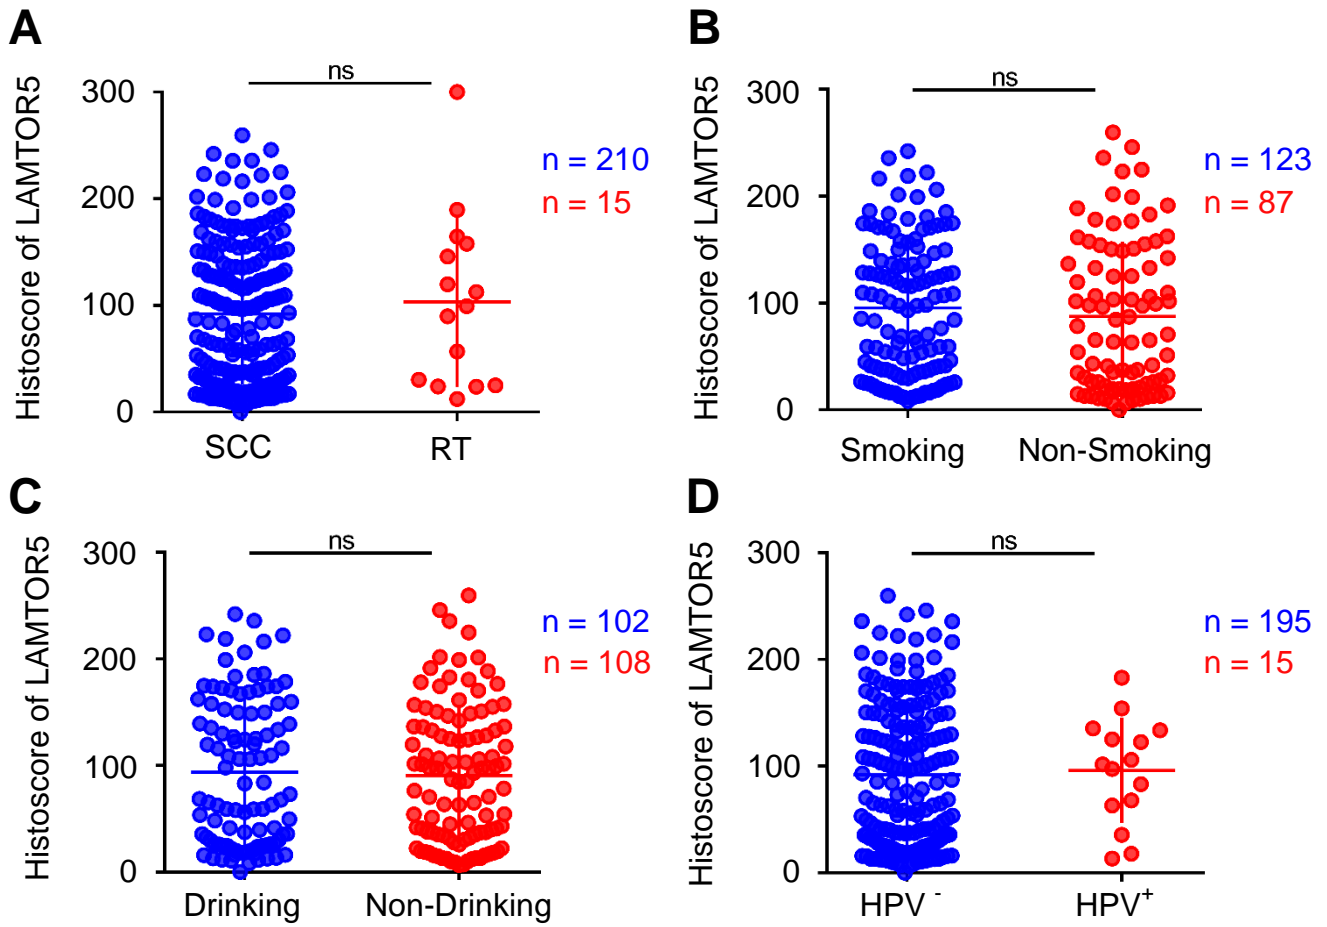 A
Histoscore of LAMTOR5
300
200
100
0
ns
n = 210
n = 15
SCC
RT
B
Histoscore of LAMTOR5
300
200
100
0
ns
n = 123
n = 87
Smoking
Non-Smoking
C
Histoscore of LAMTOR5
300
200
100
0
ns
n = 102
n = 108
Drinking
Non-Drinking
D
Histoscore of LAMTOR5
300
200
100
0
ns
n = 195
n = 15
HPV -
HPV+